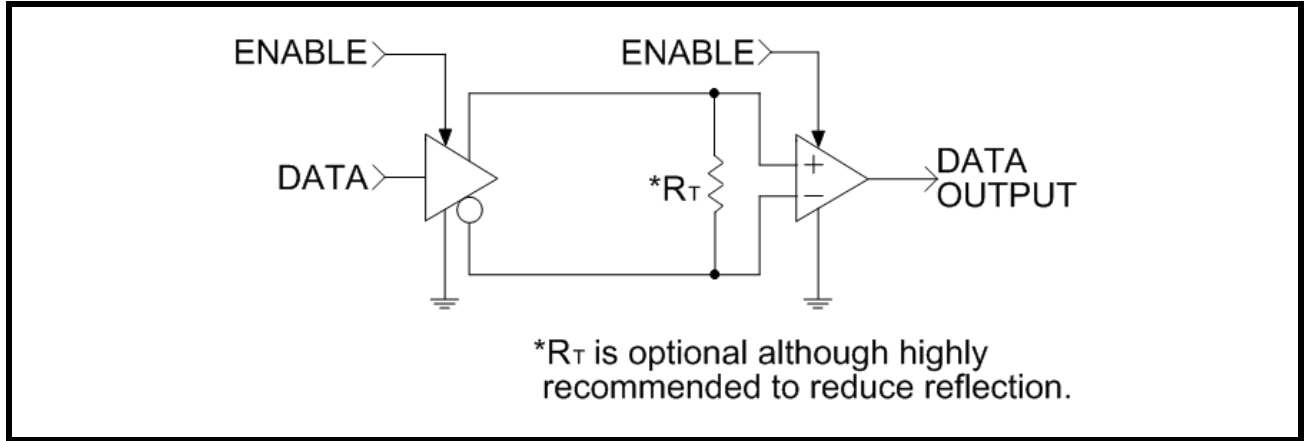 ENABLE
ENABLE
DATA
*RT
+
−
DATA
OUTPUT
*RT is optional although highly
recommended to reduce reflection.